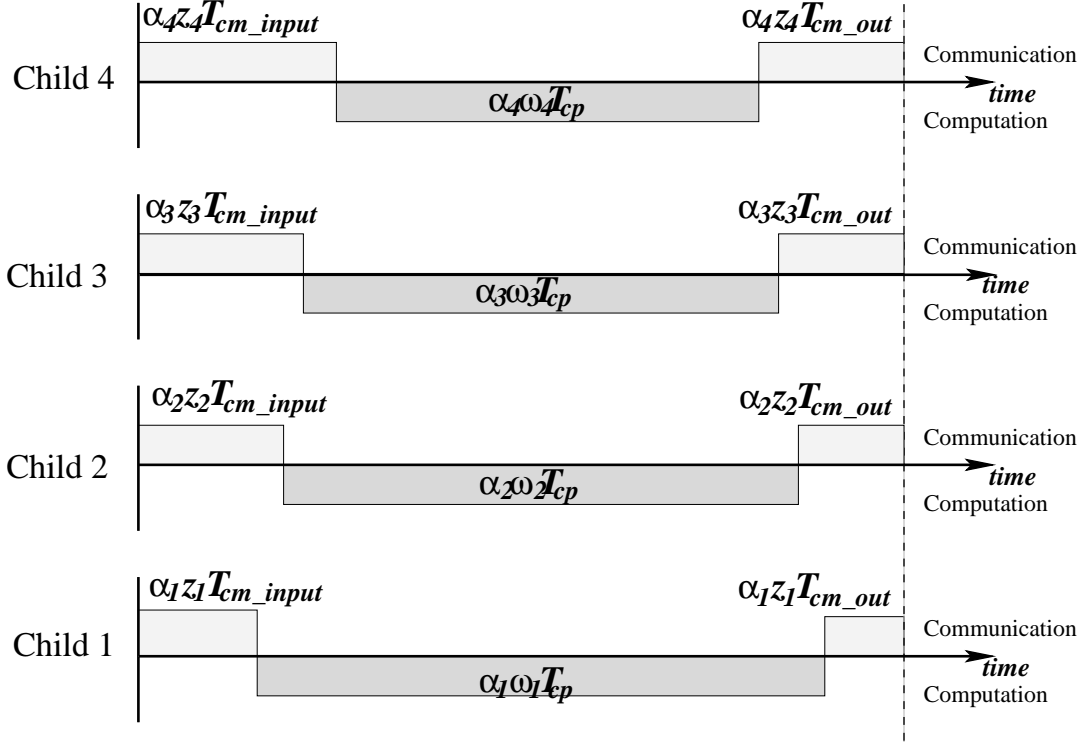 α4z4Tcm_input α4z4Tcm_out
Communication
Child 4
time
α4ω4Tcp
Computation
α3z3Tcm_input α3z3Tcm_out
Communication
Child 3
time
α3ω3Tcp
Computation
α2z2Tcm_input α2z2Tcm_out
Communication
Child 2
time
α2ω2Tcp
Computation
α1z1Tcm_input α1z1Tcm_out
Communication
Child 1
time
α1ω1Tcp
Computation